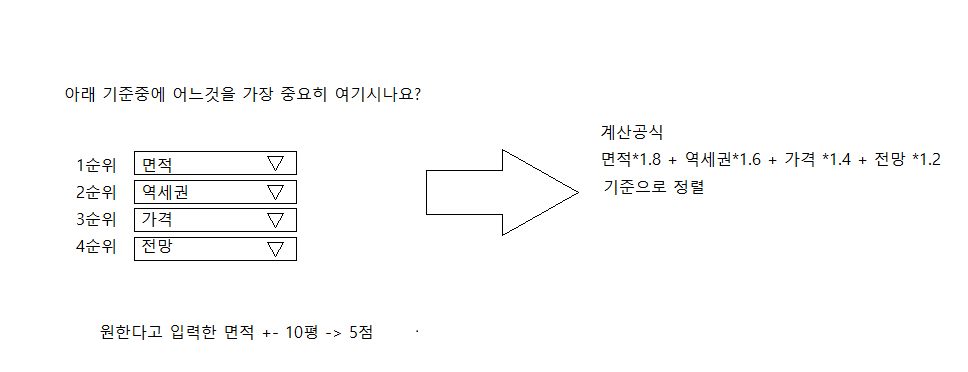 아래 기준중에 어느것을 가장 중요히 여기시나요?
1순위 면적
2순위 역세권
3순위 가격
4순위 전망
계산공식
면적*1.8 + 역세권*1.6 + 가격 *1.4 + 전망 *1.2
기준으로 정렬
원한다고 입력한 면적 +- 10평 -> 5점